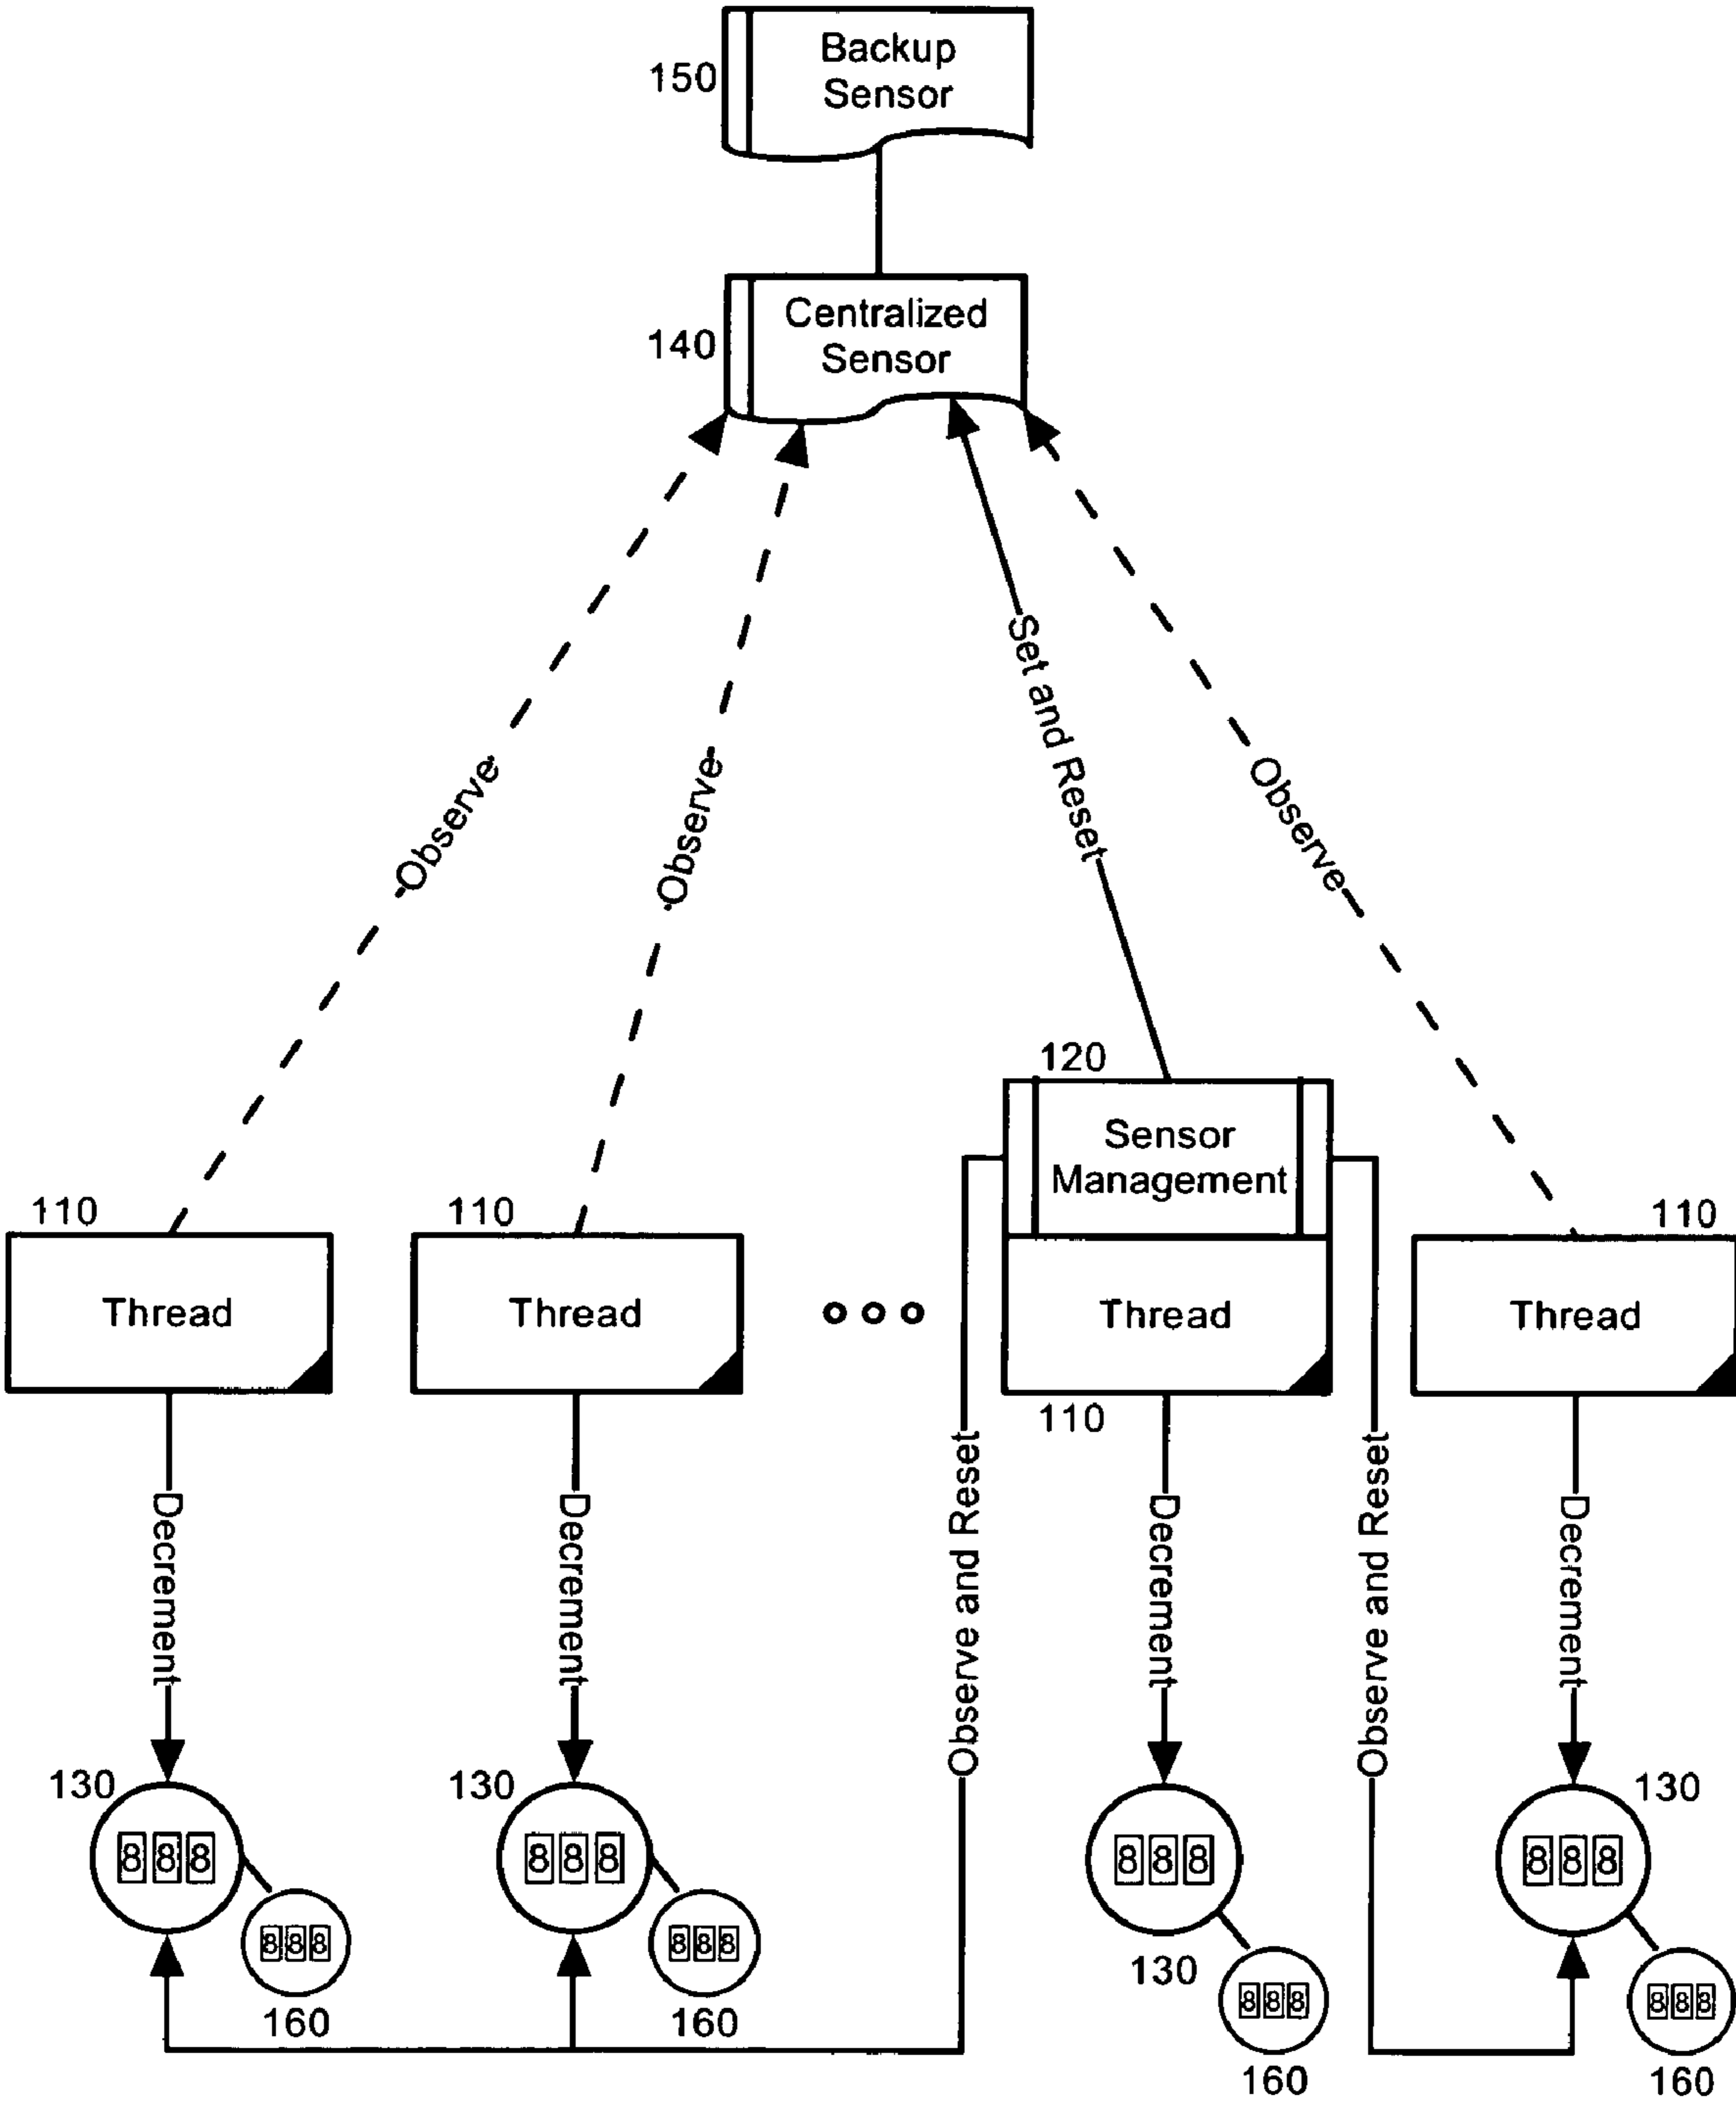 Backup
Sensor
150
Centralized
Sensor
140
Observe
Observe
Set and Reset
Observe
120
Sensor
Management
110
110
110
Thread
Thread
Thread
Thread
110
Decrement
Decrement
Observe and Reset
Decrement
Observe and Reset
Decrement
130
130
130
888
888
888
888
888
888
130
888
888
160
160
160
160